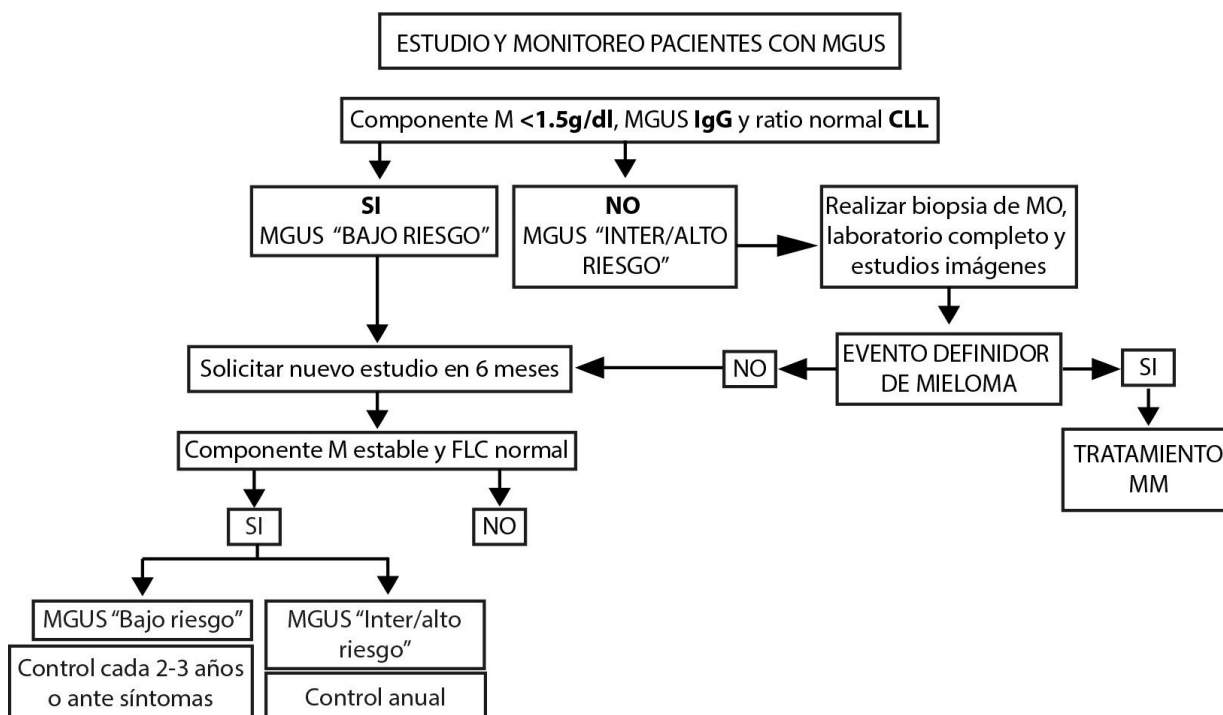 ESTUDIO Y MONITOREO PACIENTES CON MGUS
Componente M <1.5g/dl, MGUS IgG y ratio normal CLL
SI
MGUS “BAJO RIESGO”
NO
MGUS “INTER/ALTO
RIESGO”
Realizar biopsia de MO,
laboratorio completo y
estudios imágenes
Solicitar nuevo estudio en 6 meses
NO
EVENTO DEFINIDOR
DE MIELOMA
SI
TRATAMIENTO
MM
Componente M estable y FLC normal
SI
NO
MGUS “Bajo riesgo”
Control cada 2-3 años
o ante síntomas
MGUS “Inter/alto
riesgo”
Control anual